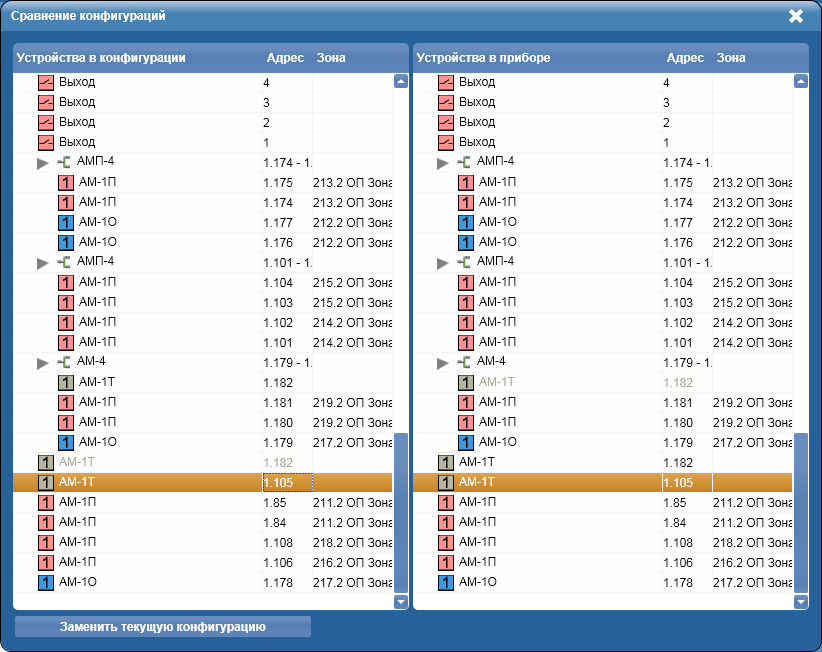 Сравнение конфигураций
Устройства в конфигурации Адрес Зона
Выход 4
Выход 3
Выход 2
Выход 1
АМП-4 1.174 - 1.
1 АМ-1П 1.175 213.2 ОП Зона
1 АМ-1П 1.174 213.2 ОП Зона
1 АМ-1О 1.177 212.2 ОП Зона
1 АМ-1О 1.176 212.2 ОП Зона
АМП-4 1.101 - 1.
1 АМ-1П 1.104 215.2 ОП Зона
1 АМ-1П 1.103 215.2 ОП Зона
1 АМ-1П 1.102 214.2 ОП Зона
1 АМ-1П 1.101 214.2 ОП Зона
АМ-4 1.179 - 1.
1 АМ-1Т 1.182
1 АМ-1П 1.181 219.2 ОП Зона
1 АМ-1П 1.180 219.2 ОП Зона
1 АМ-1О 1.179 217.2 ОП Зона
1 АМ-1Т 1.182
1 АМ-1Т 1.105
1 АМ-1П 1.85 211.2 ОП Зона
1 АМ-1П 1.84 211.2 ОП Зона
1 АМ-1П 1.108 218.2 ОП Зона
1 АМ-1П 1.106 216.2 ОП Зона
1 АМ-1О 1.178 217.2 ОП Зона
Устройства в приборе Адрес Зона
Выход 4
Выход 3
Выход 2
Выход 1
АМП-4 1.174 - 1.
1 АМ-1П 1.175 213.2 ОП Зона
1 АМ-1П 1.174 213.2 ОП Зона
1 АМ-1О 1.177 212.2 ОП Зона
1 АМ-1О 1.176 212.2 ОП Зона
АМП-4 1.101 - 1.
1 АМ-1П 1.104 215.2 ОП Зона
1 АМ-1П 1.103 215.2 ОП Зона
1 АМ-1П 1.102 214.2 ОП Зона
1 АМ-1П 1.101 214.2 ОП Зона
АМ-4 1.179 - 1.
1 АМ-1Т 1.182
1 АМ-1П 1.181 219.2 ОП Зона
1 АМ-1П 1.180 219.2 ОП Зона
1 АМ-1О 1.179 217.2 ОП Зона
1 АМ-1Т 1.182
1 АМ-1Т 1.105
1 АМ-1П 1.85 211.2 ОП Зона
1 АМ-1П 1.84 211.2 ОП Зона
1 АМ-1П 1.108 218.2 ОП Зона
1 АМ-1П 1.106 216.2 ОП Зона
1 АМ-1О 1.178 217.2 ОП Зона
Заменить текущую конфигурацию